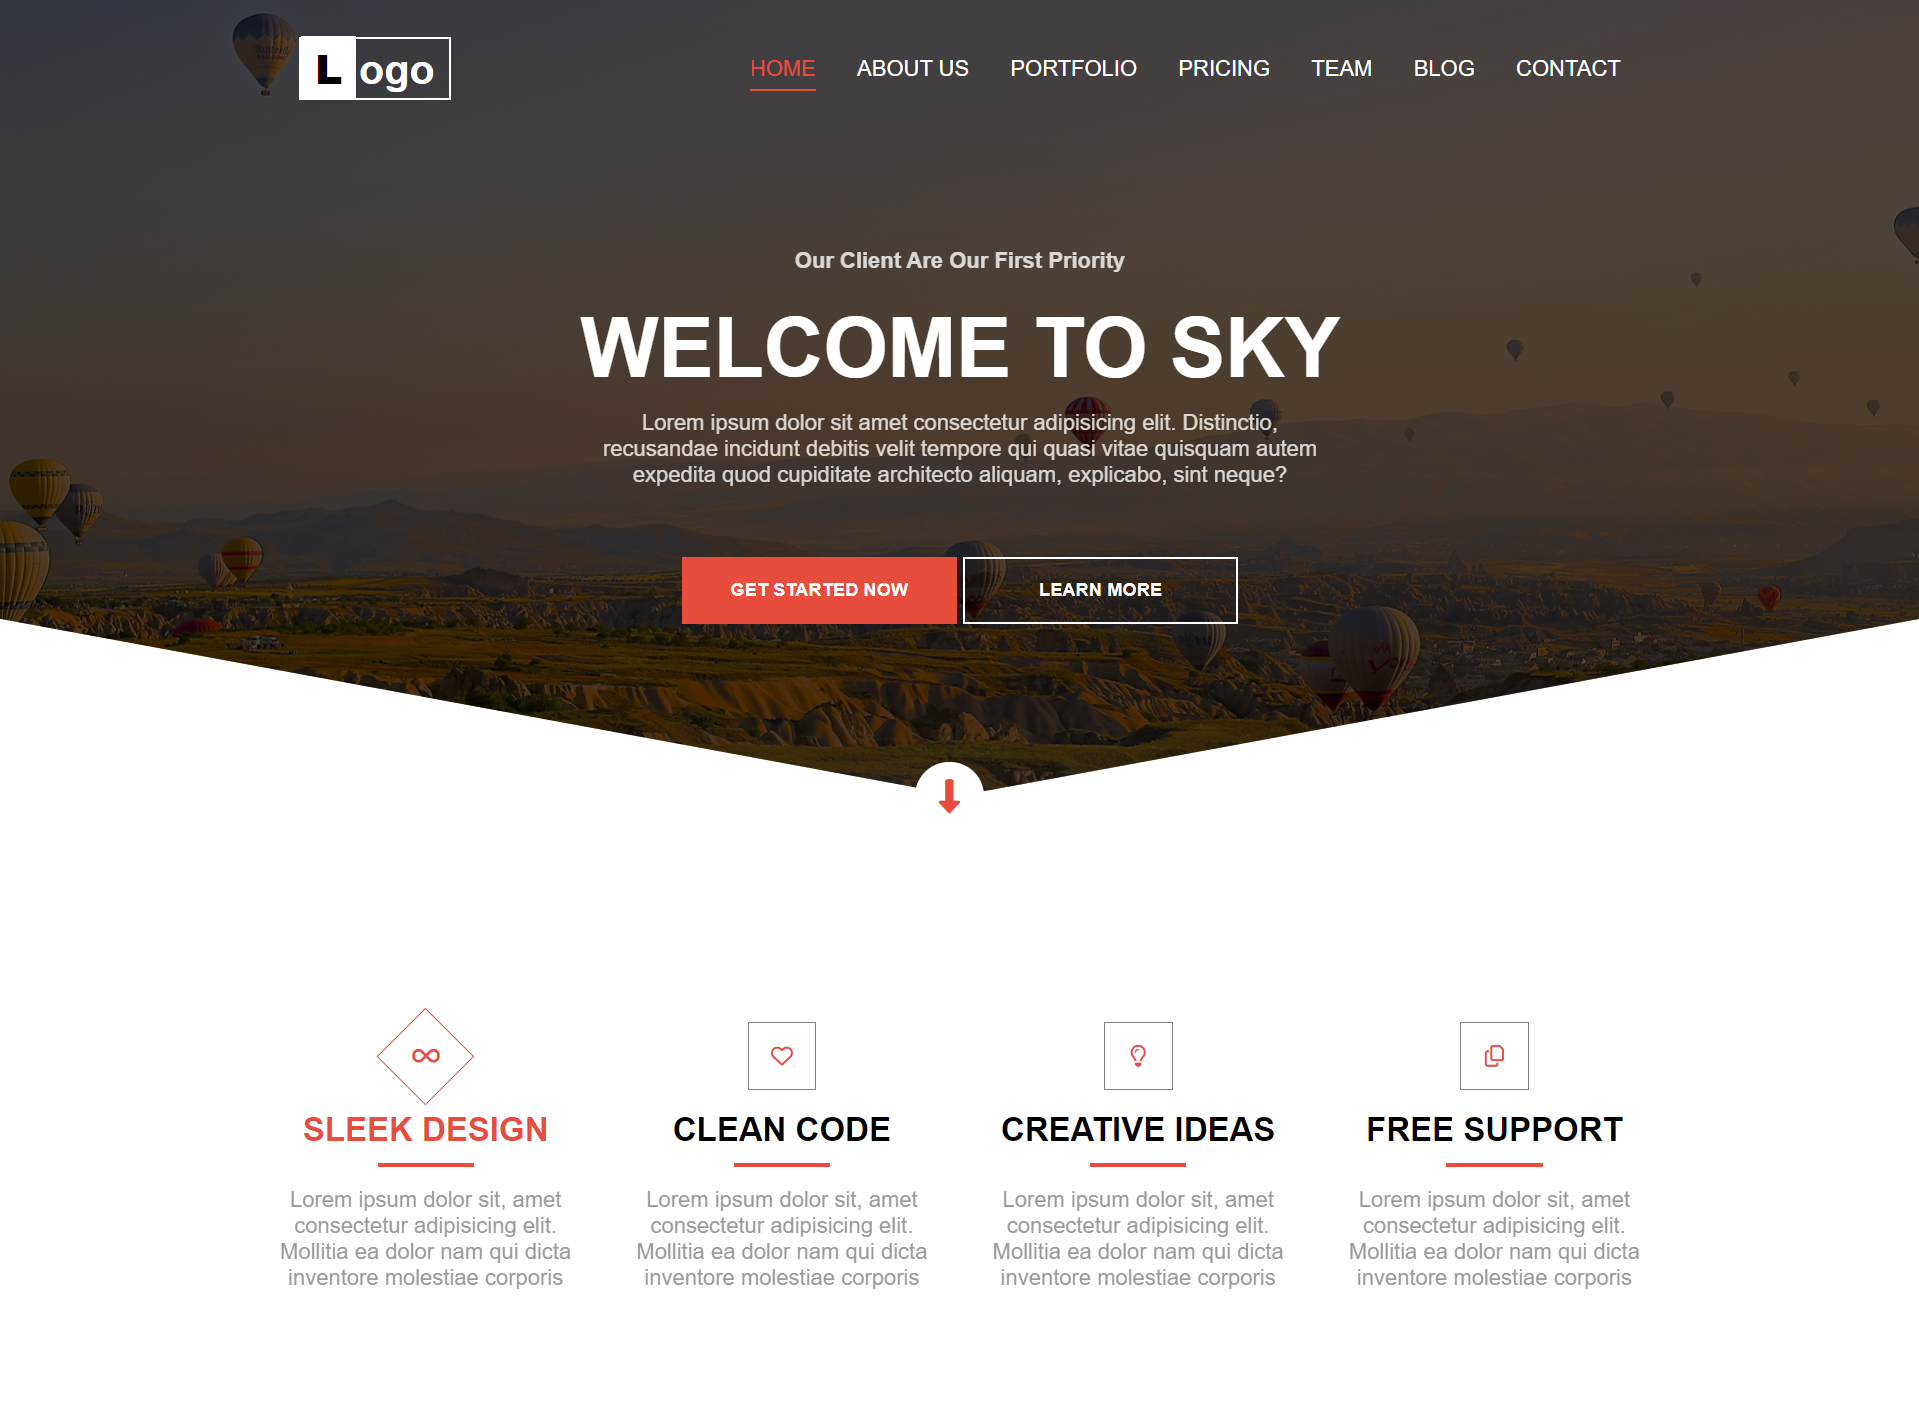 Logo
HOME ABOUT US PORTFOLIO PRICING TEAM BLOG CONTACT
Our Client Are Our First Priority
WELCOME TO SKY
Lorem ipsum dolor sit amet consectetur adipisicing elit. Distinctio,
recusandae incidunt debitis velit tempore qui quasi vitae quisquam autem
expedita quod cupiditate architecto aliquam, explicabo, sint neque?
GET STARTED NOW
LEARN MORE
SLEEK DESIGN
Lorem ipsum dolor sit, amet
consectetur adipisicing elit.
Mollitia ea dolor nam qui dicta
inventore molestiae corporis
CLEAN CODE
Lorem ipsum dolor sit, amet
consectetur adipisicing elit.
Mollitia ea dolor nam qui dicta
inventore molestiae corporis
CREATIVE IDEAS
Lorem ipsum dolor sit, amet
consectetur adipisicing elit.
Mollitia ea dolor nam qui dicta
inventore molestiae corporis
FREE SUPPORT
Lorem ipsum dolor sit, amet
consectetur adipisicing elit.
Mollitia ea dolor nam qui dicta
inventore molestiae corporis